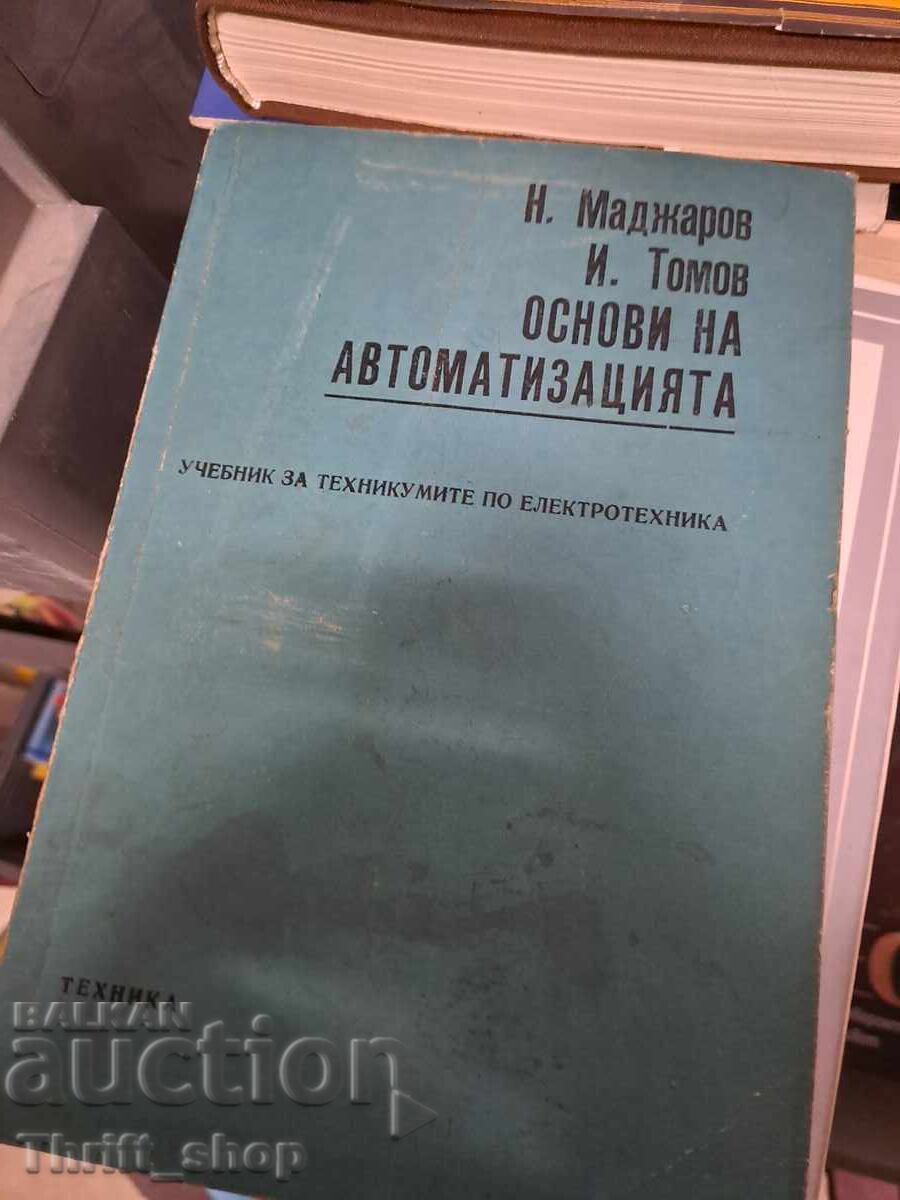 Н. Маджаров
И. Томов
ОСНОВИ НА
АВТОМАТИЗАЦИЯТА
УЧЕБНИК ЗА ТЕХНИКУМИТЕ ПО ЕЛЕКТРОТЕХНИКА
ТЕХНИКА
BALKAN
auction
Thrift_shop